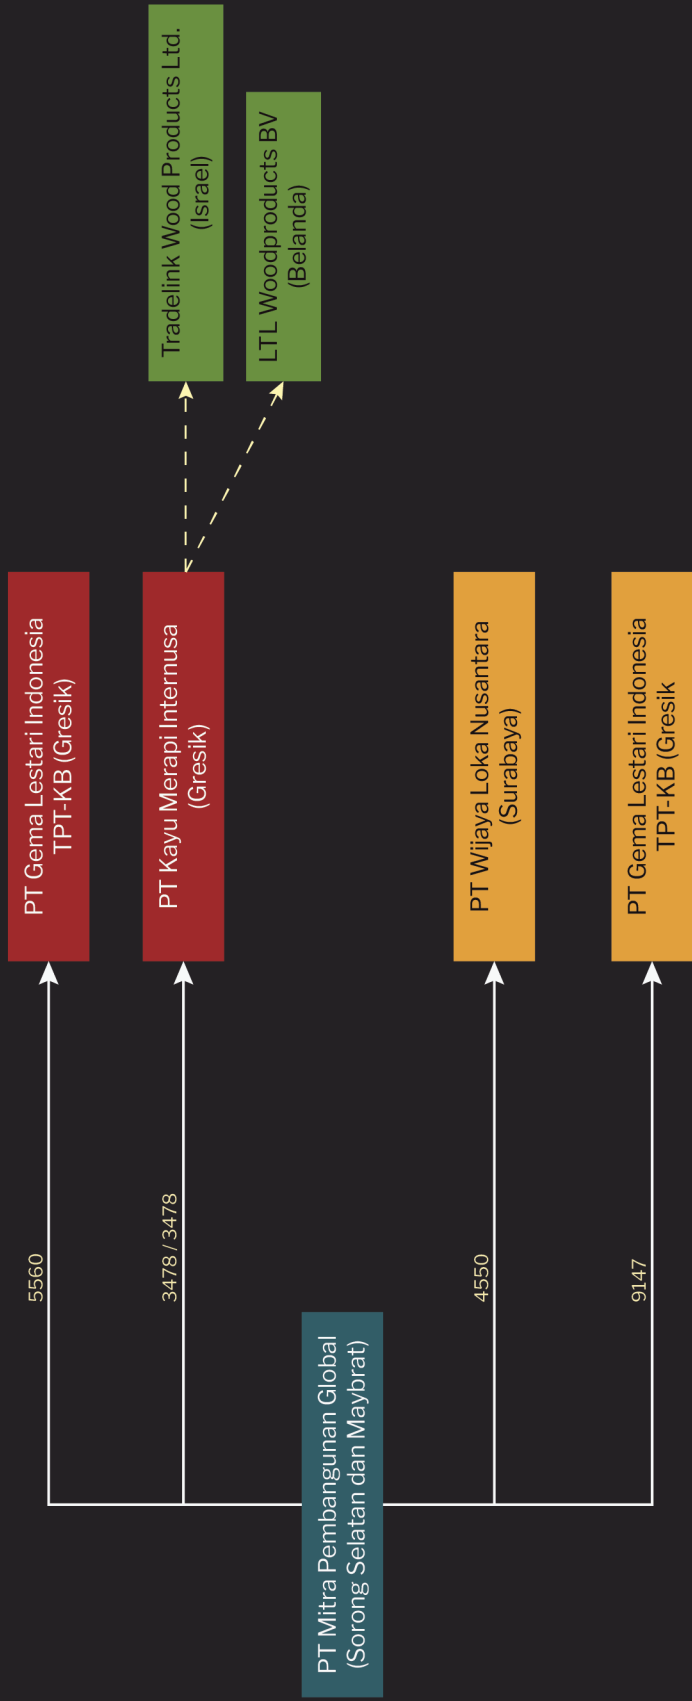 PT Mitra Pembangunan Global
(Sorong Selatan dan Maybrat)
5560
PT Gema Lestari Indonesia
TPT-KB (Gresik)
3478 / 3478
PT Kayu Merapi Internusa
(Gresik)
Tradelink Wood Products Ltd.
(Israel)
LTL Woodproducts BV
(Belanda)
4550
PT Wijaya Loka Nusantara
(Surabaya)
9147
PT Gema Lestari Indonesia
TPT-KB (Gresik